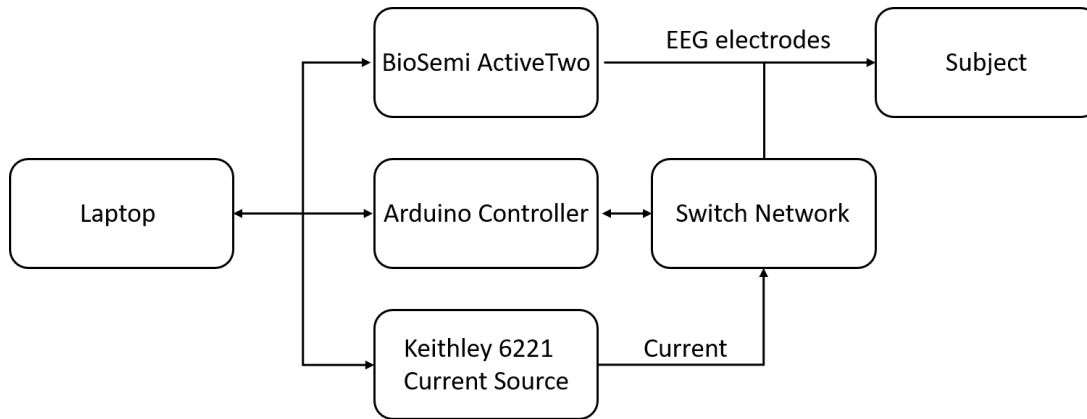 BioSemi ActiveTwo
EEG electrodes
Subject
Laptop
Arduino Controller
Switch Network
Keithley 6221
Current Source
Current